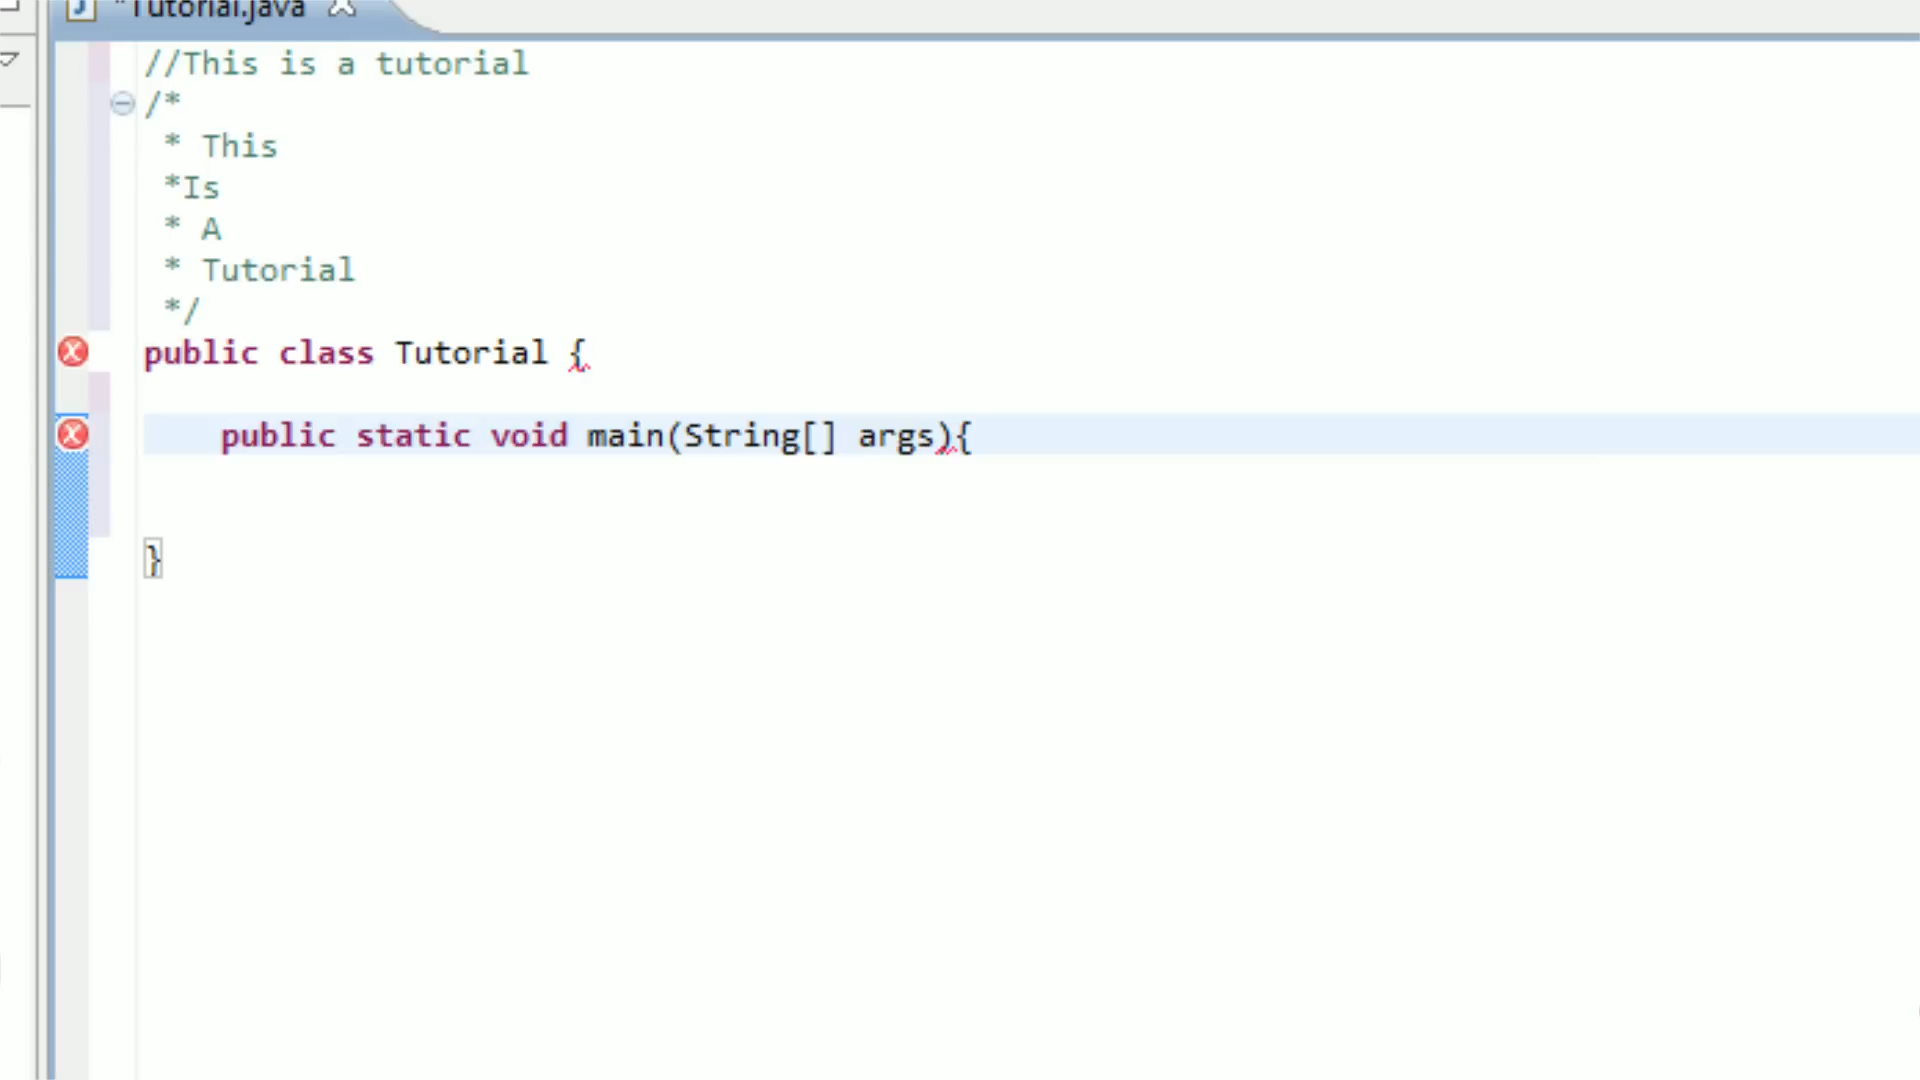 *Tutorial.java
//This is a tutorial
/*
* This
*Is
* A
* Tutorial
*/
public class Tutorial {
public static void main(String[] args){
}